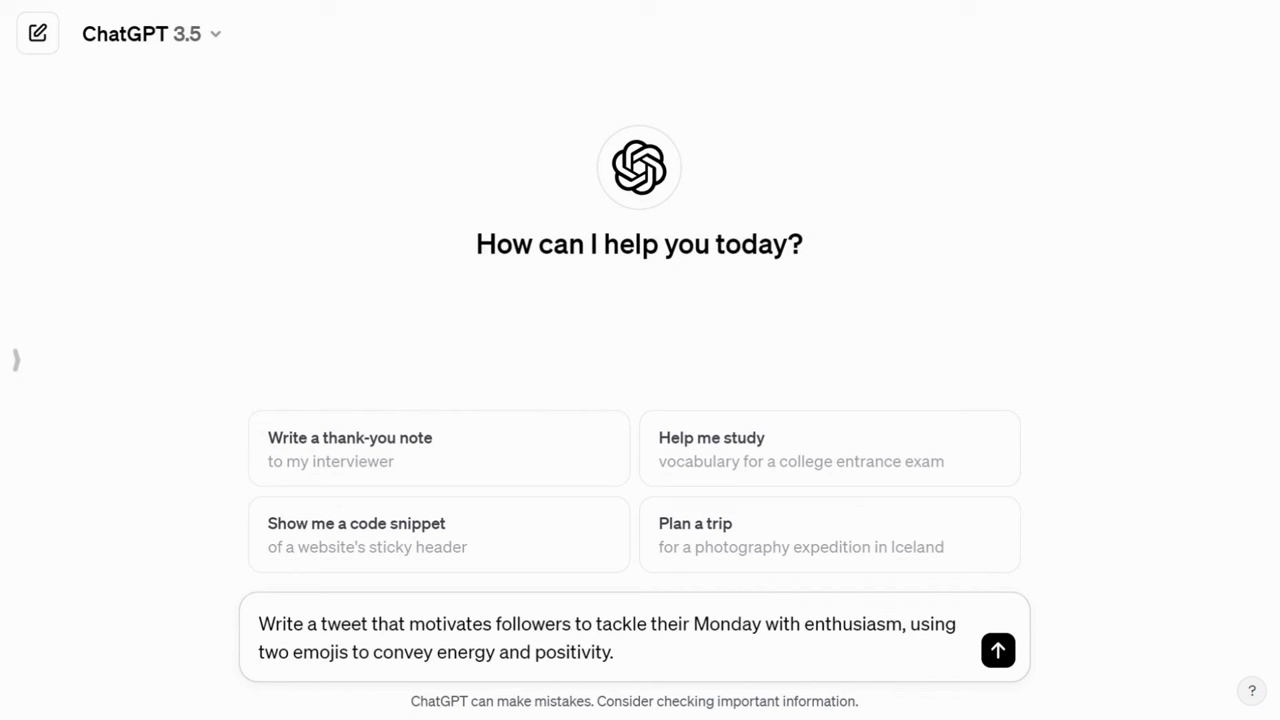 ChatGPT 3.5
How can I help you today?
Write a thank-you note
to my interviewer
Help me study
vocabulary for a college entrance exam
Show me a code snippet
of a website's sticky header
Plan a trip
for a photography expedition in Iceland
Write a tweet that motivates followers to tackle their Monday with enthusiasm, using
two emojis to convey energy and positivity.
ChatGPT can make mistakes. Consider checking important information.
?